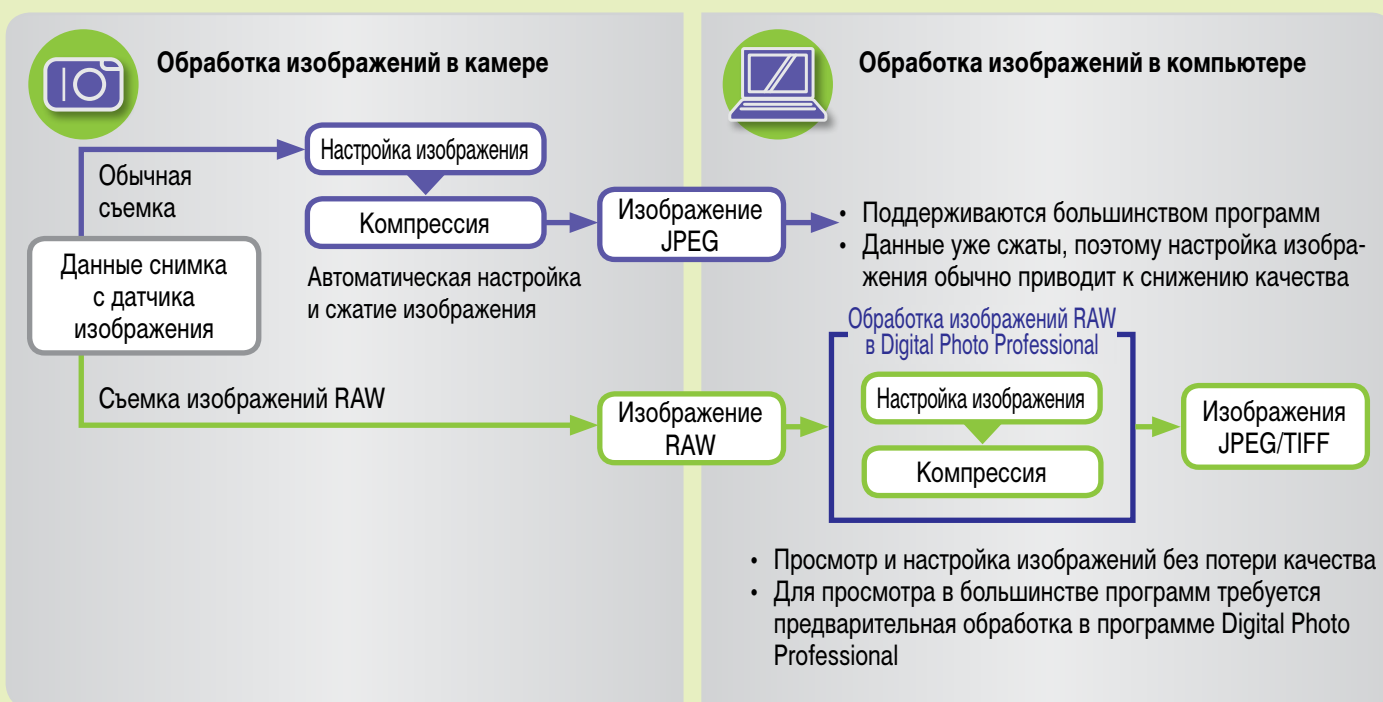 Обработка изображений в камере
Обычная
съемка
Настройка изображения
Компрессия
Автоматическая настройка
и сжатие изображения
Изображение
JPEG
Данные снимка
с датчика
изображения
Съемка изображений RAW
Изображение
RAW
Обработка изображений в компьютере
• Поддерживаются большинством программ
• Данные уже сжаты, поэтому настройка изобра-
жения обычно приводит к снижению качества
Обработка изображений RAW
в Digital Photo Professional
Настройка изображения
Компрессия
Изображения
JPEG/TIFF
• Просмотр и настройка изображений без потери качества
• Для просмотра в большинстве программ требуется
предварительная обработка в программе Digital Photo
Professional